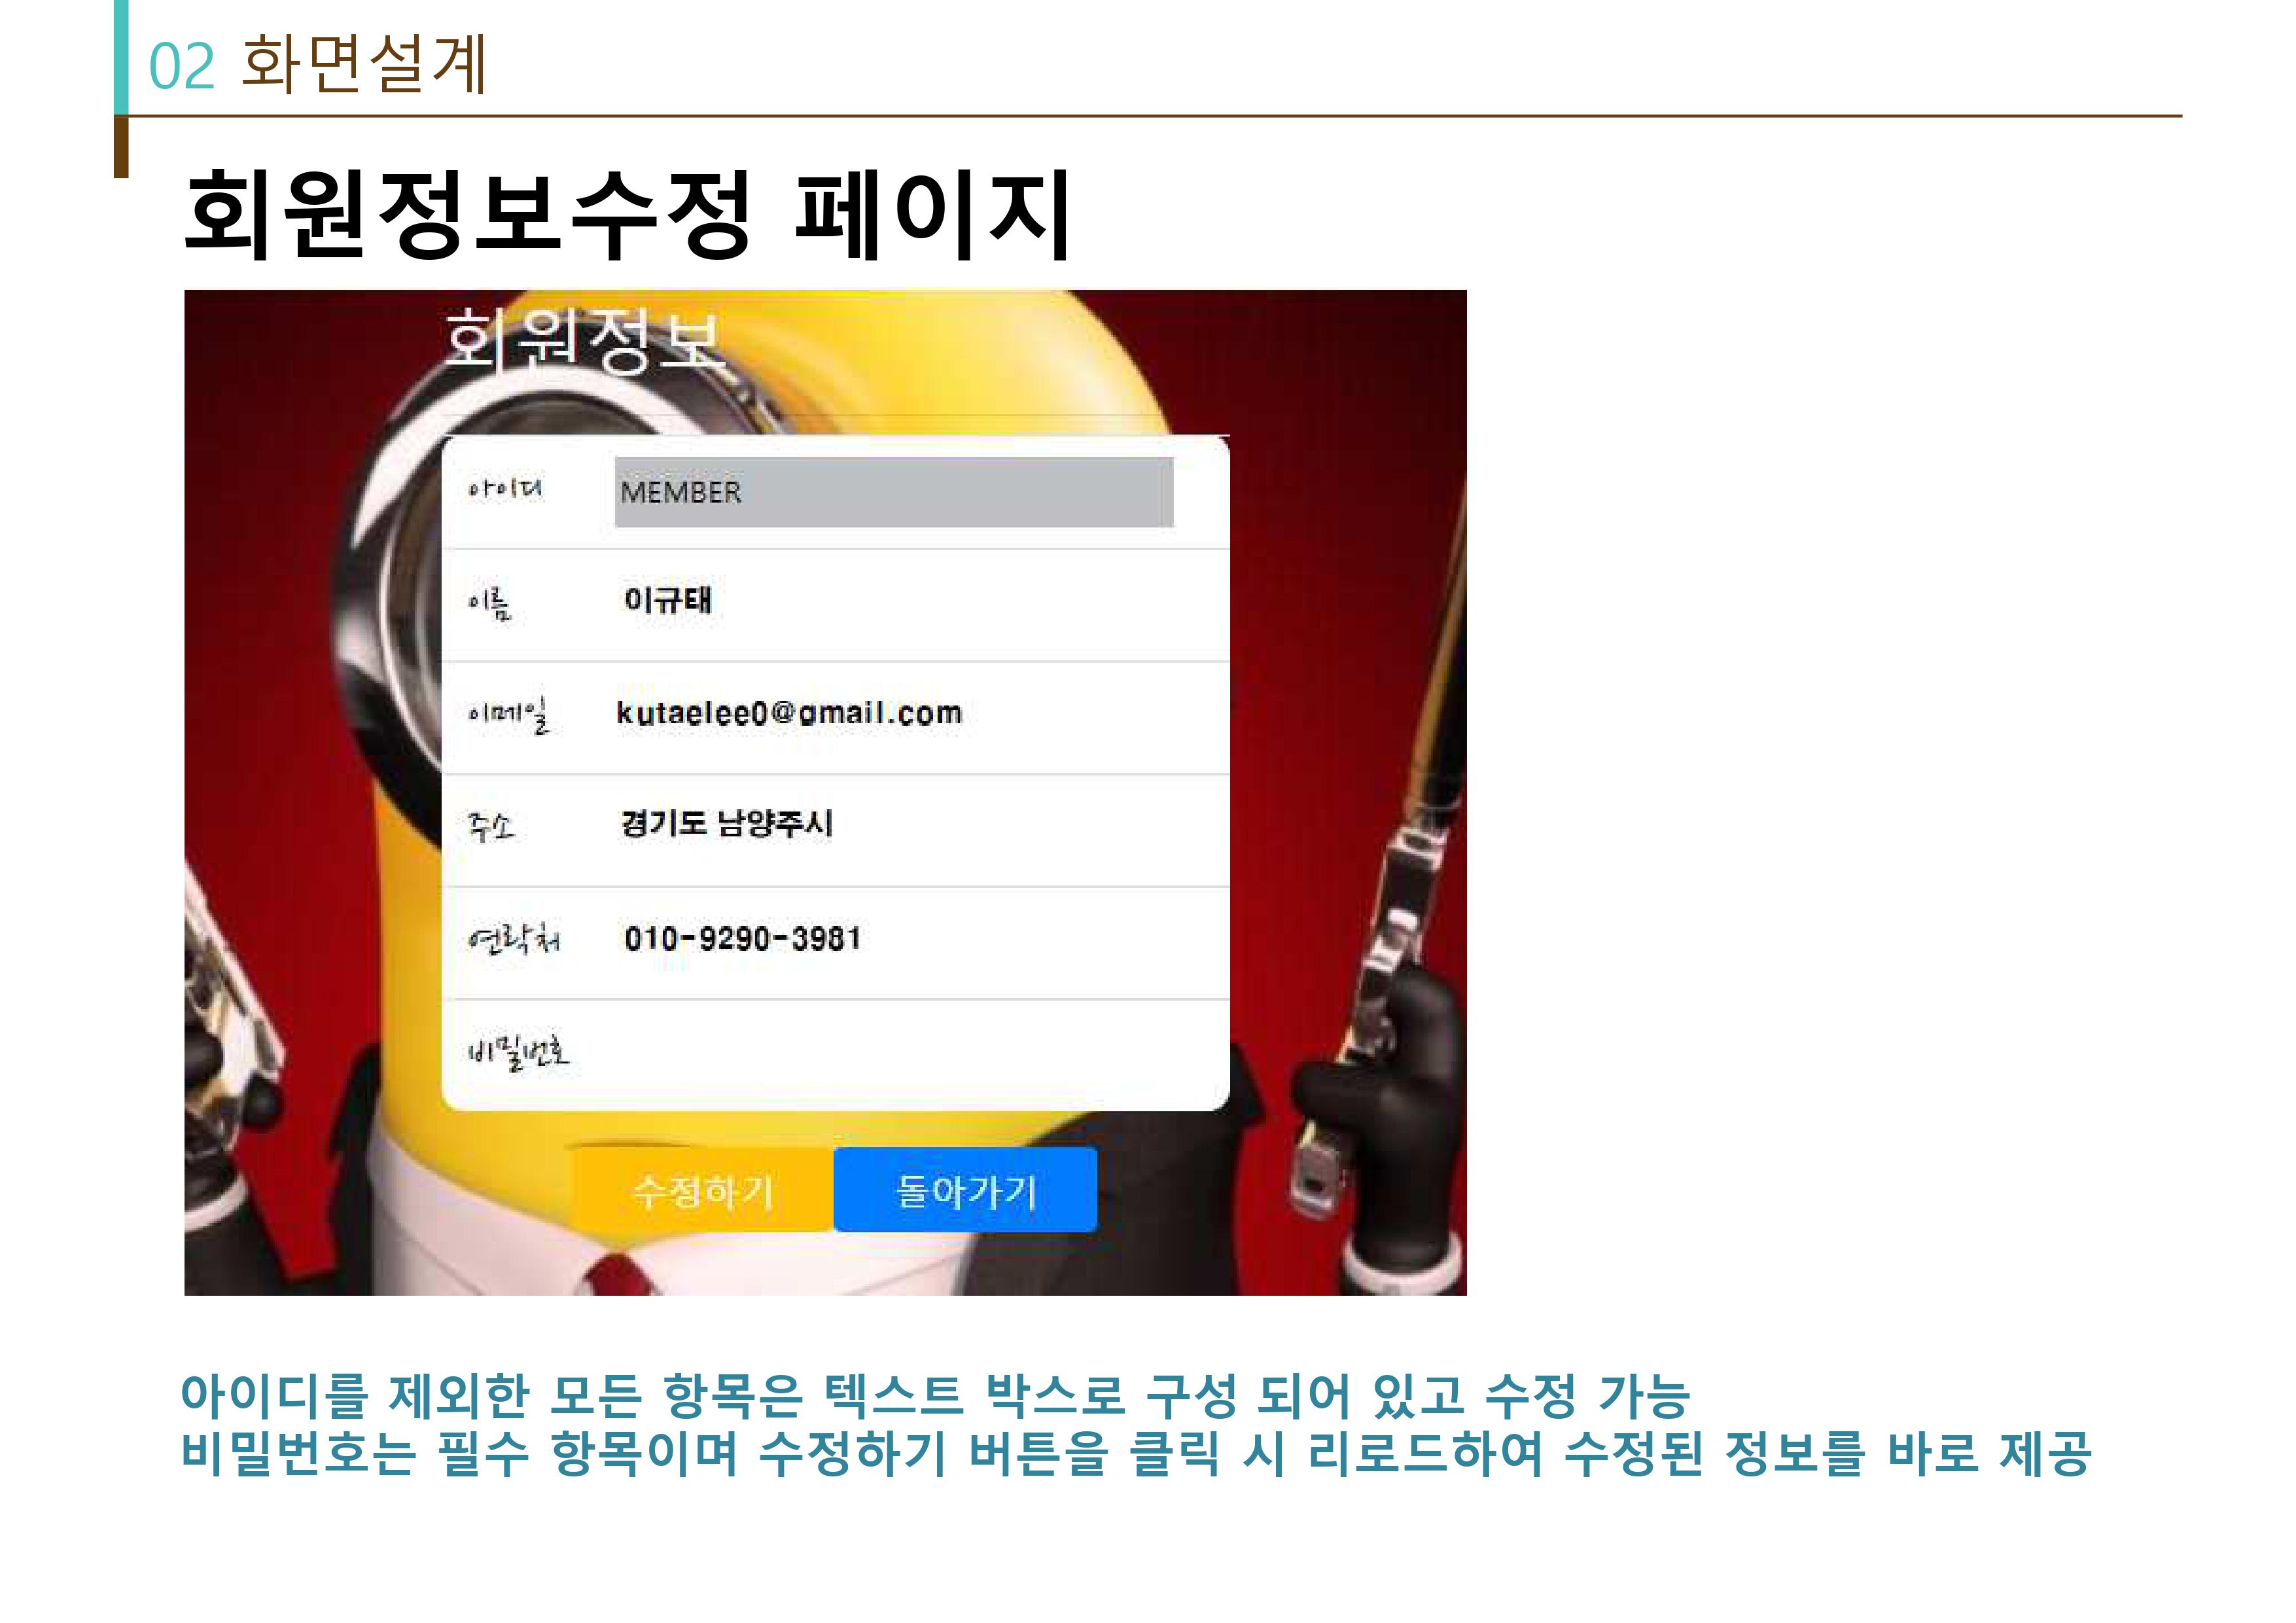 02 화면설계
회원정보수정 페이지
회원정보
아이디 MEMBER
이름 이규태
이메일 kutaelee0@gmail.com
주소 경기도 남양주시
연락처 010-9290-3981
비밀번호
수정하기 돌아가기
아이디를 제외한 모든 항목은 텍스트 박스로 구성 되어 있고 수정 가능
비밀번호는 필수 항목이며 수정하기 버튼을 클릭 시 리로드하여 수정된 정보를 바로 제공